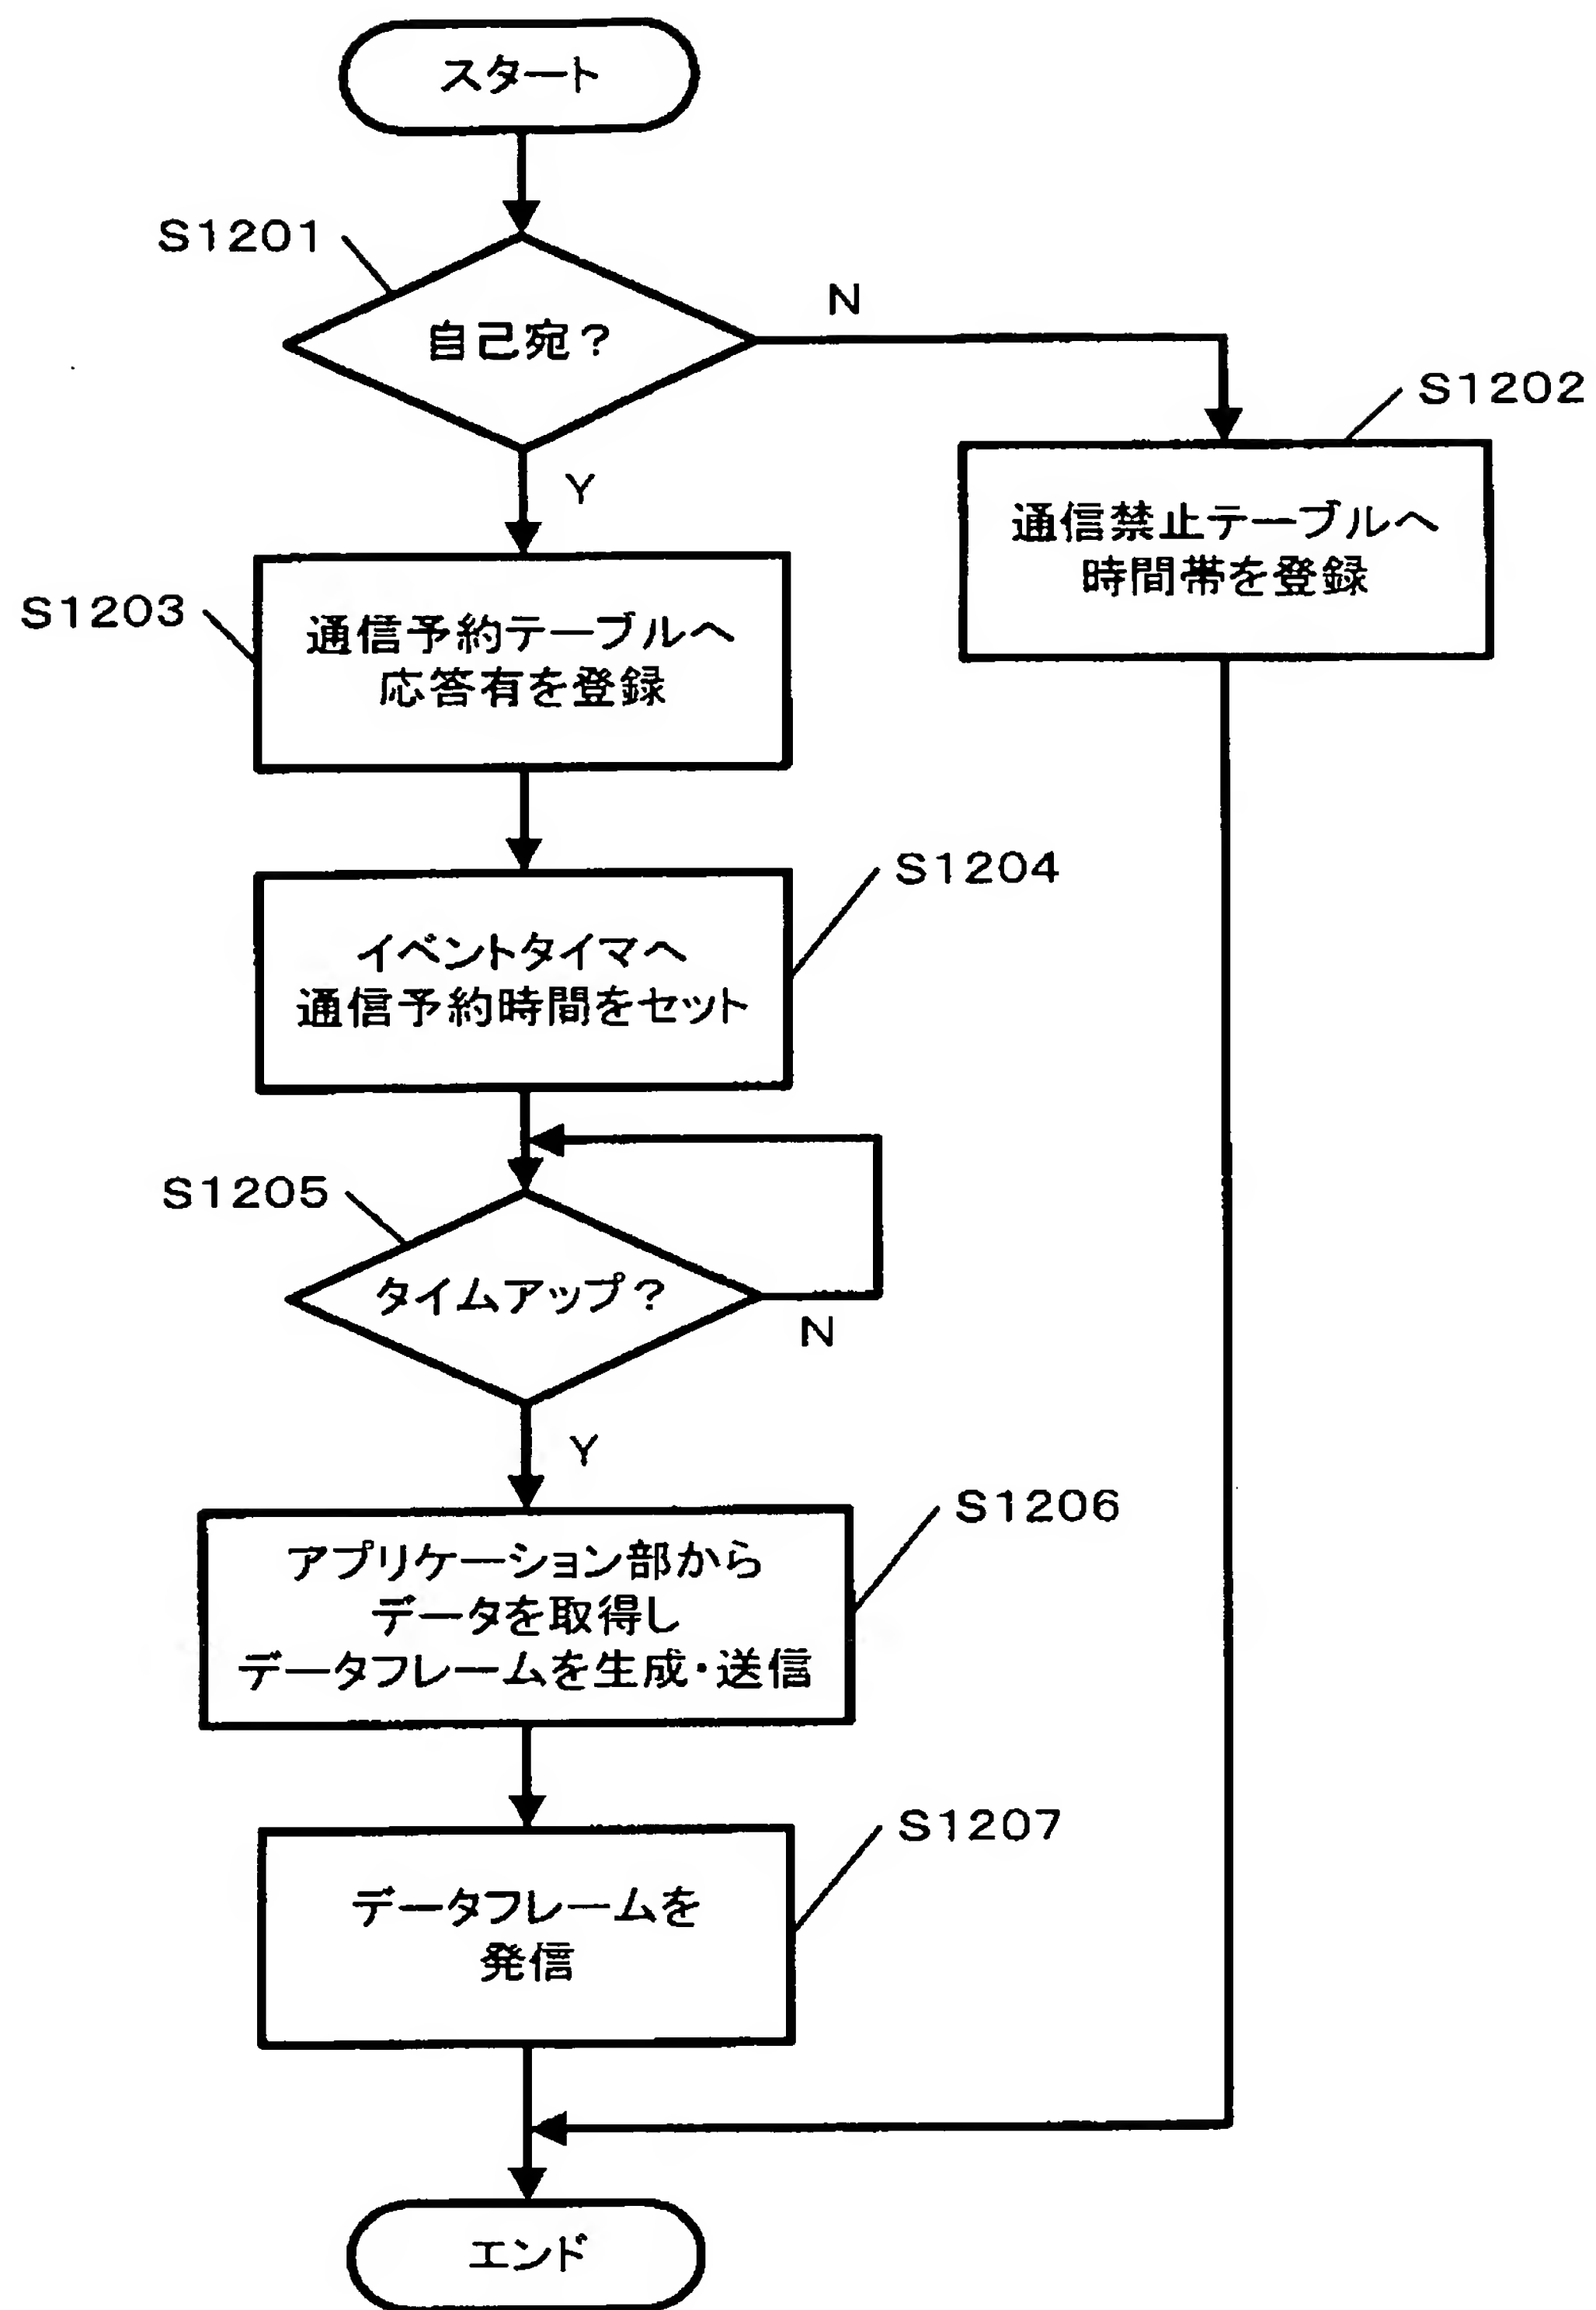 スタート
S1201
自己宛？
N
S1202
Y
通信禁止テーブルへ
時間帯を登録
S1203
通信予約テーブルへ
応答有を登録
S1204
イベントタイマへ
通信予約時間をセット
S1205
タイムアップ？
N
Y
S1206
アプリケーション部から
データを取得し
データフレームを生成・送信
S1207
データフレームを
発信
エンド